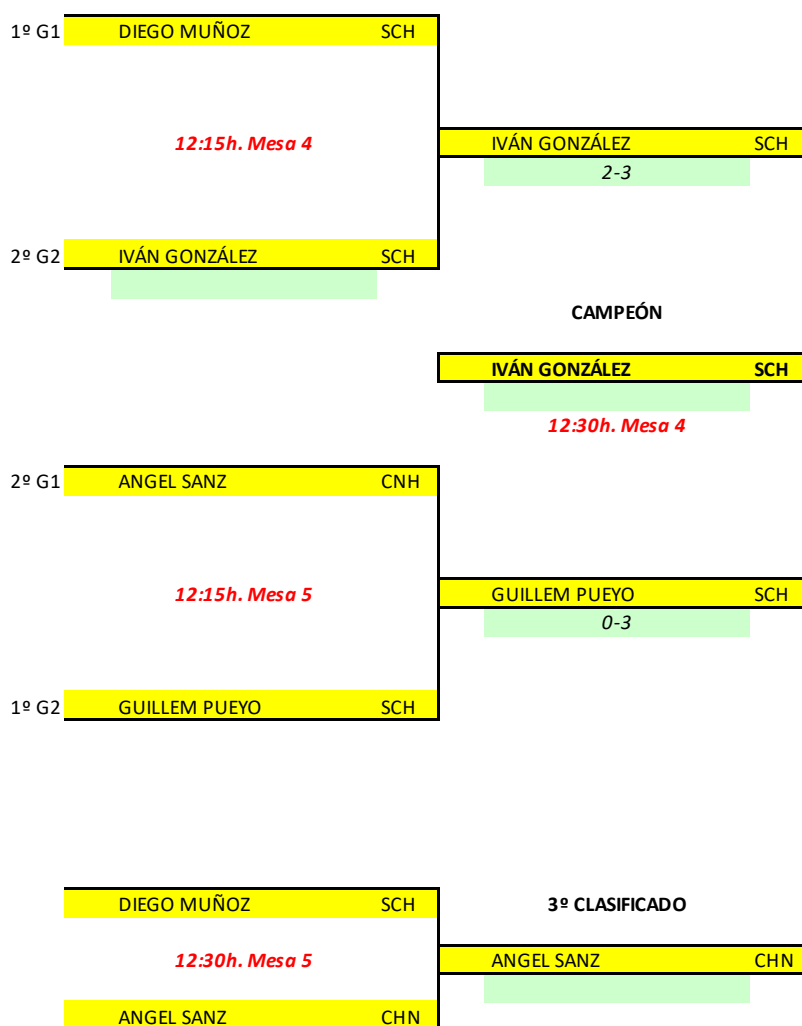 1º G1 DIEGO MUÑOZ SCH
12:15h. Mesa 4 IVÁN GONZÁLEZ SCH
2-3
2º G2 IVÁN GONZÁLEZ SCH
CAMPEÓN
IVÁN GONZÁLEZ SCH
12:30h. Mesa 4
2º G1 ANGEL SANZ CNH
12:15h. Mesa 5 GUILLEM PUEYO SCH
0-3
1º G2 GUILLEM PUEYO SCH
DIEGO MUÑOZ SCH 3º CLASIFICADO
12:30h. Mesa 5 ANGEL SANZ CHN
ANGEL SANZ CHN